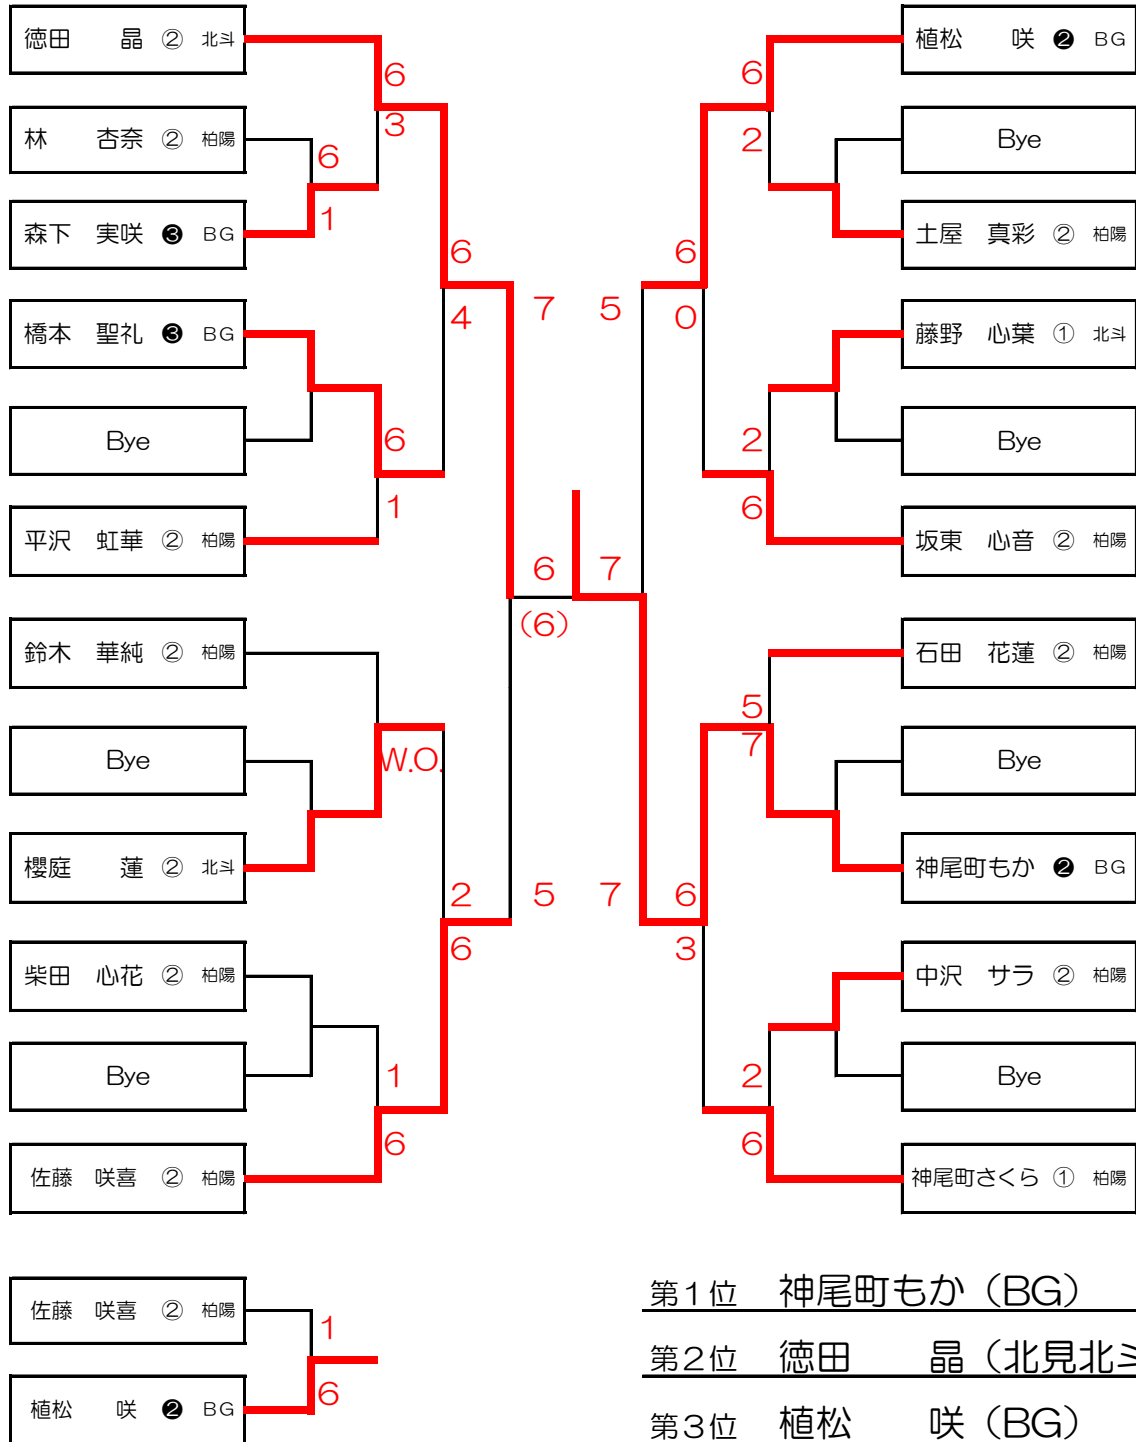 徳田 晶 ② 北斗
6
3
林 杏奈 ② 柏陽
6
1
森下 実咲 ❸ BG
6
4
橋本 聖礼 ❸ BG
Bye
6
1
平沢 虹華 ② 柏陽
7
鈴木 華純 ② 柏陽
Bye
W.O.
櫻庭 蓮 ② 北斗
2
6
5
柴田 心花 ② 柏陽
Bye
1
6
佐藤 咲喜 ② 柏陽
6
(6)
7
植松 咲 ❷ BG
6
2
Bye
土屋 真彩 ② 柏陽
6
0
5
藤野 心葉 ① 北斗
Bye
2
6
坂東 心音 ② 柏陽
石田 花蓮 ② 柏陽
5
7
Bye
神尾町もか ❷ BG
7
6
3
中沢 サラ ② 柏陽
Bye
2
6
神尾町さくら ① 柏陽
佐藤 咲喜 ② 柏陽
1
6
植松 咲 ❷ BG
第1位 神尾町もか（BG）
第2位 徳田 晶（北見北斗
第3位 植松 咲（BG）